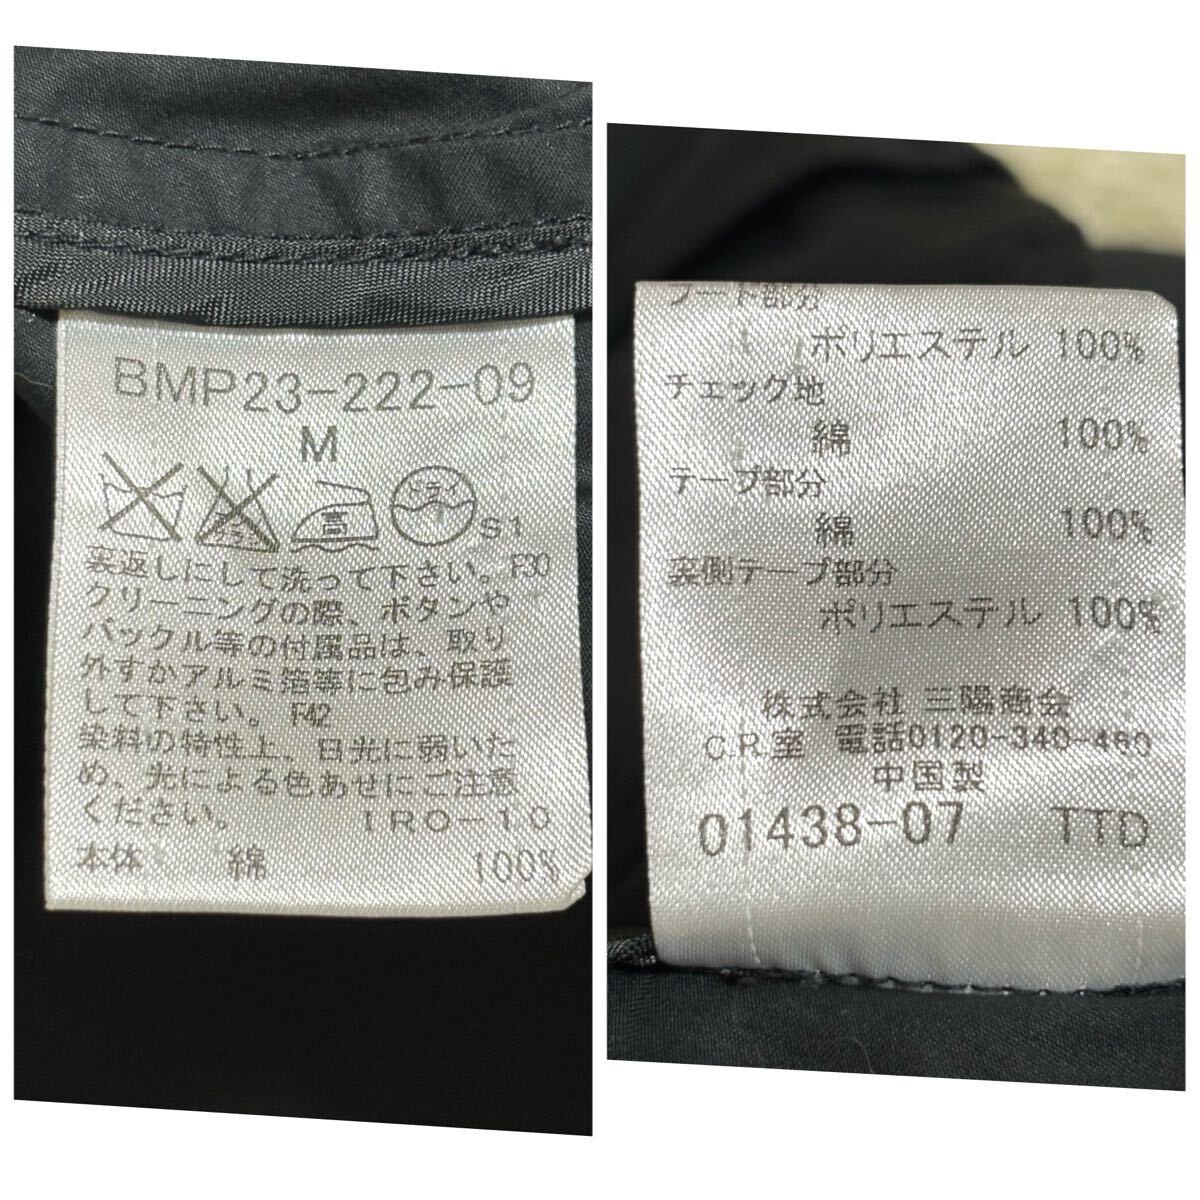 BMP23-222-09
M
高
ドライ
S1
裏返しにして洗って下さい。F30
クリーニングの際、ボタンや
バックル等の付属品は、取り
外すかアルミ箔等に包み保護
して下さい。F42
染料の特性上、日光に弱いた
め、光による色あせにご注意
ください。 IRO-10
本体 綿 100%
フード部分
ポリエステル 100%
チェック地
綿 100%
テープ部分
綿 100%
裏側テープ部分
ポリエステル 100%
株式会社 三陽商会
C.R.室 電話0120-340-460
中国製
01438-07 TTD